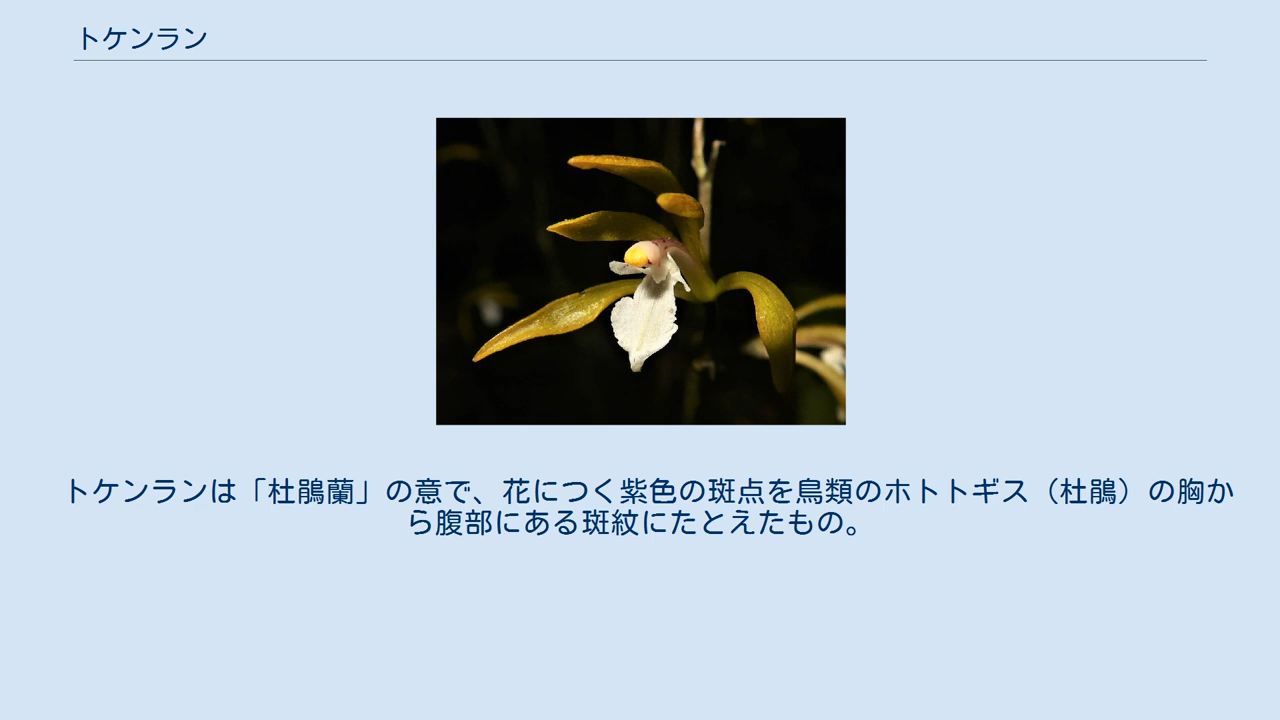 トケンラン
トケンランは「杜鵑蘭」の意で、花につく紫色の斑点を鳥類のホトトギス（杜鵑）の胸か
ら腹部にある斑紋にたとえたもの。